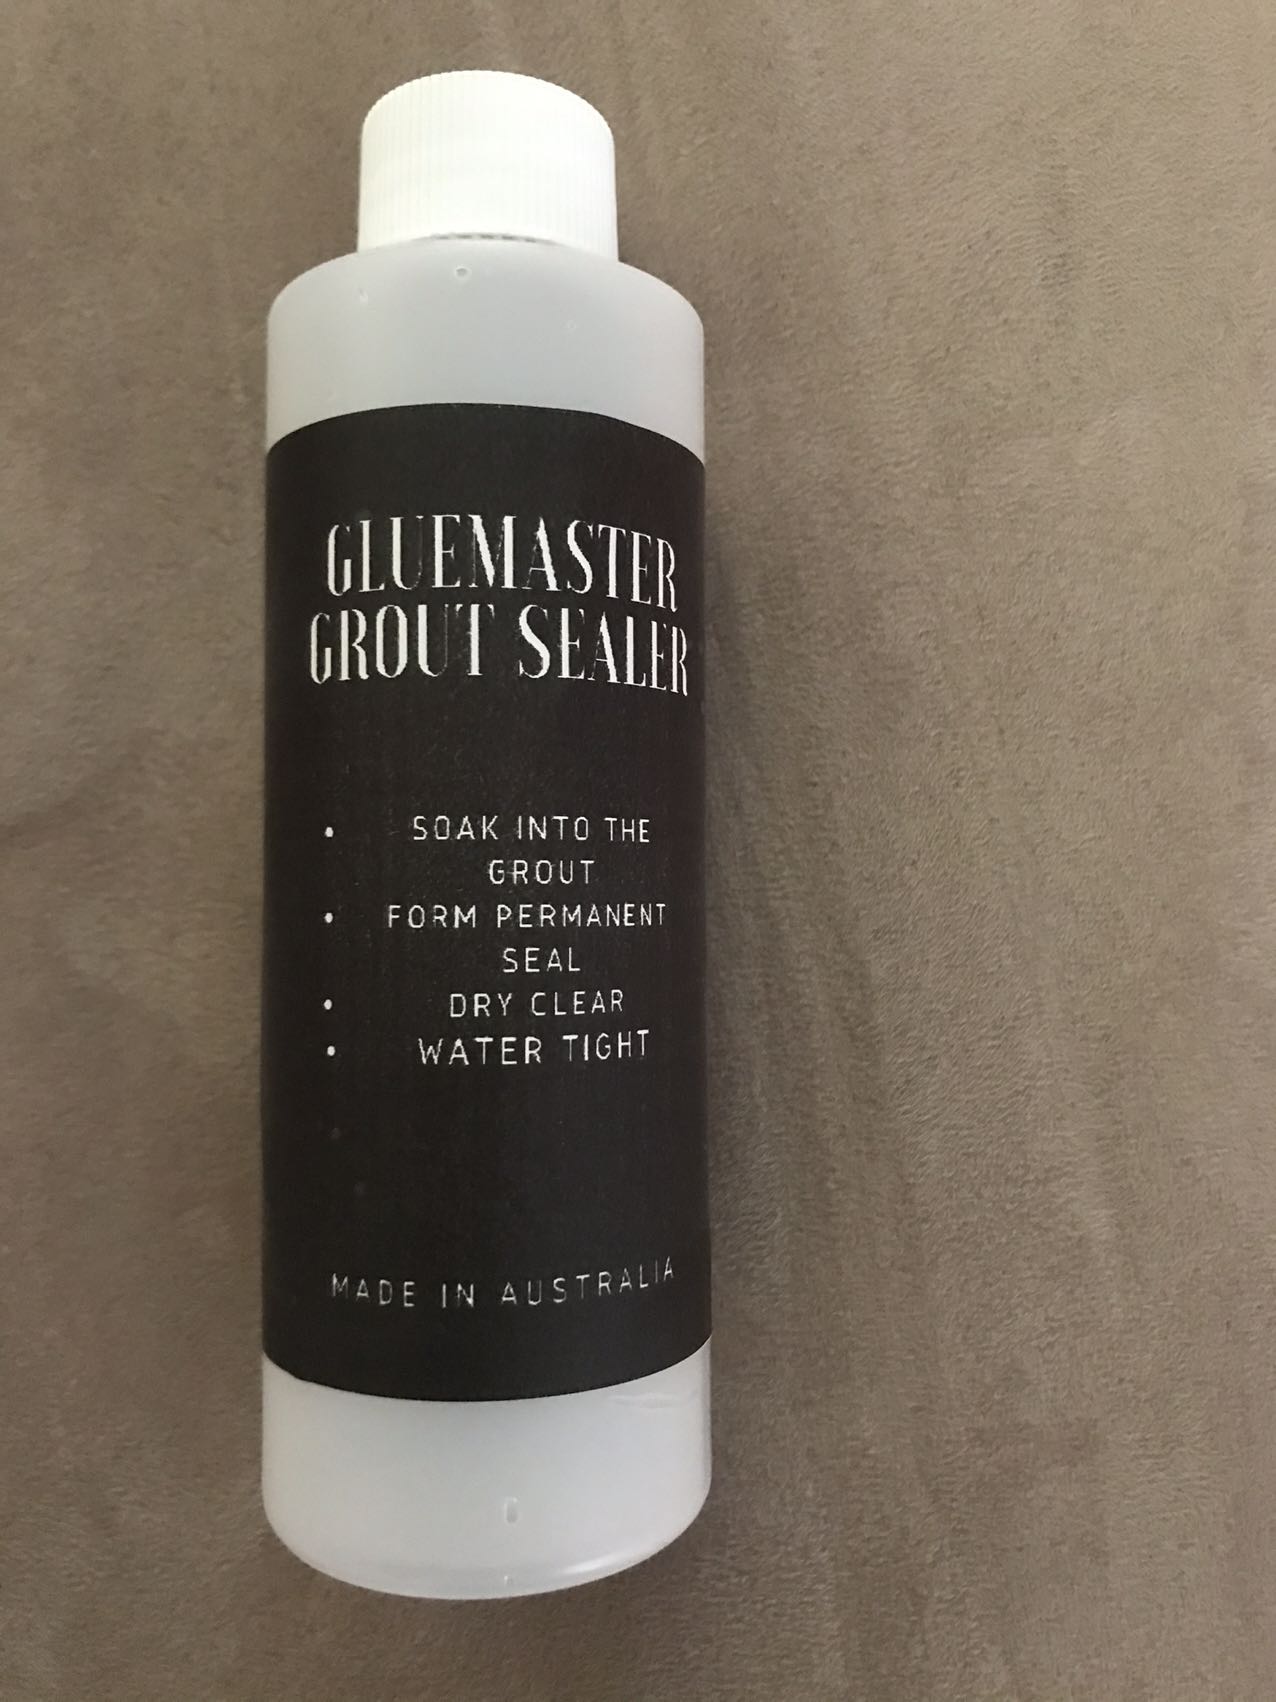 GLUEMASTER
GROUT SEALER
• SOAK INTO THE
GROUT
• FORM PERMANENT
SEAL
• DRY CLEAR
• WATER TIGHT
MADE IN AUSTRALIA